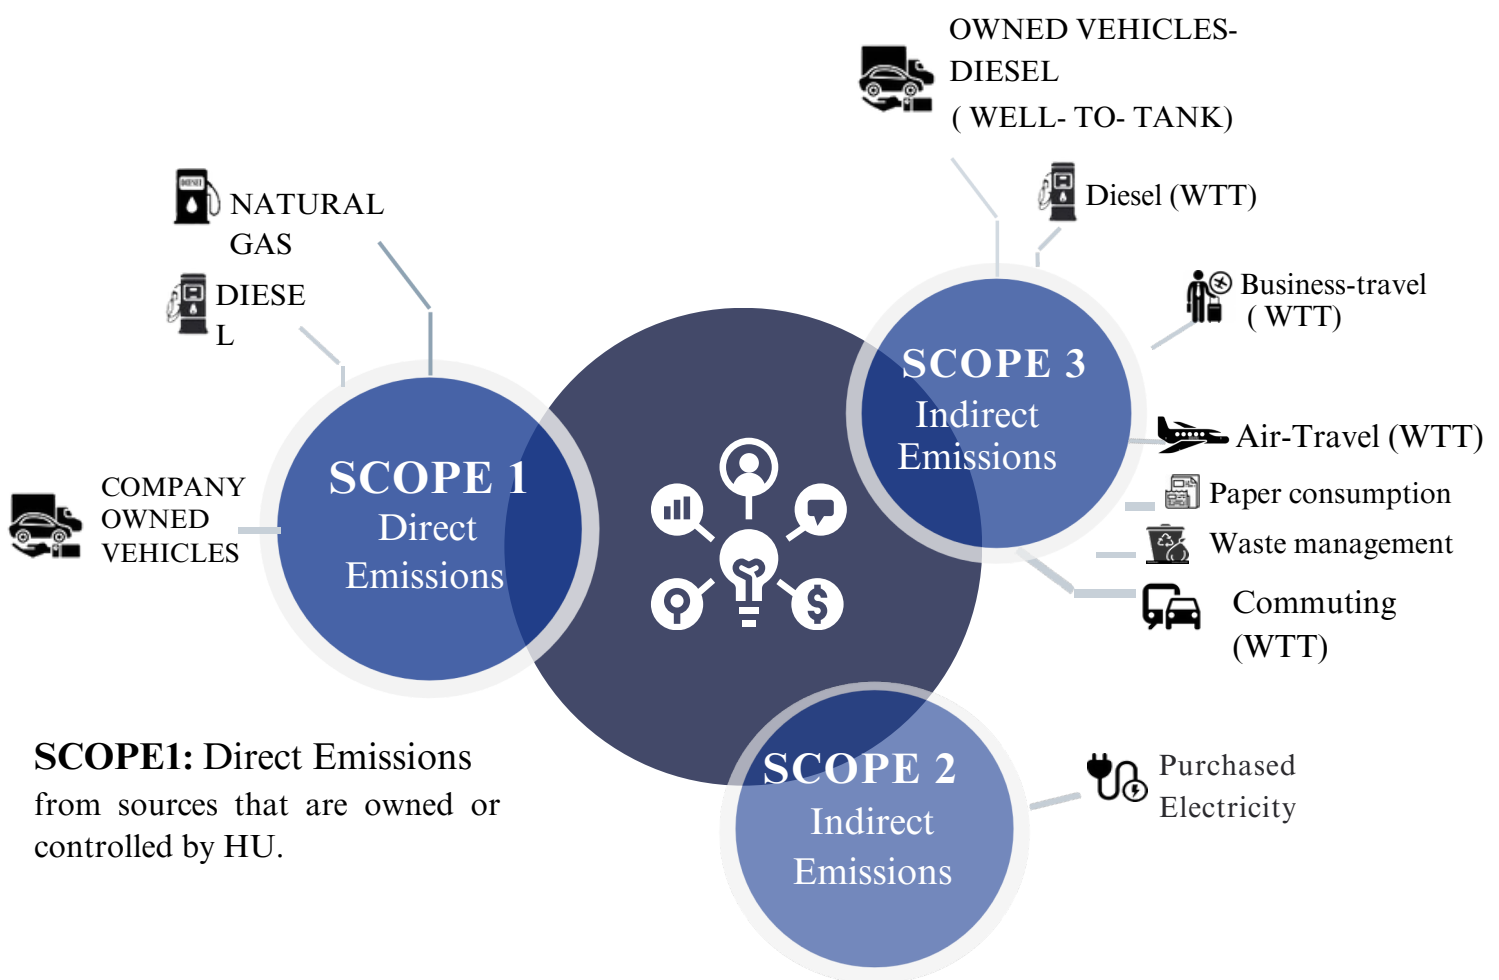 OWNED VEHICLES-
DIESEL
( WELL- TO- TANK)
Diesel (WTT)
NATURAL
GAS
DIESE
L
Business-travel
( WTT)
SCOPE 3
Indirect
Emissions
Air-Travel (WTT)
Paper consumption
Waste management
Commuting
(WTT)
COMPANY
OWNED
VEHICLES
SCOPE 1
Direct
Emissions
SCOPE1: Direct Emissions
from sources that are owned or
controlled by HU.
SCOPE 2
Indirect
Emissions
Purchased
Electricity